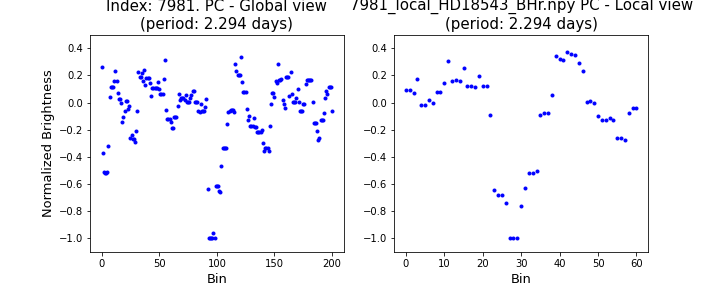 Index: 7981. PC - Global view
(period: 2.294 days)
7981_local_HD18543_BHr.npy PC - Local view
(period: 2.294 days)
Normalized Brightness
0.4
0.2
0.0
−0.2
−0.4
−0.6
−0.8
−1.0
0 50 100 150 200
Bin
0.4
0.2
0.0
−0.2
−0.4
−0.6
−0.8
−1.0
0 10 20 30 40 50 60
Bin